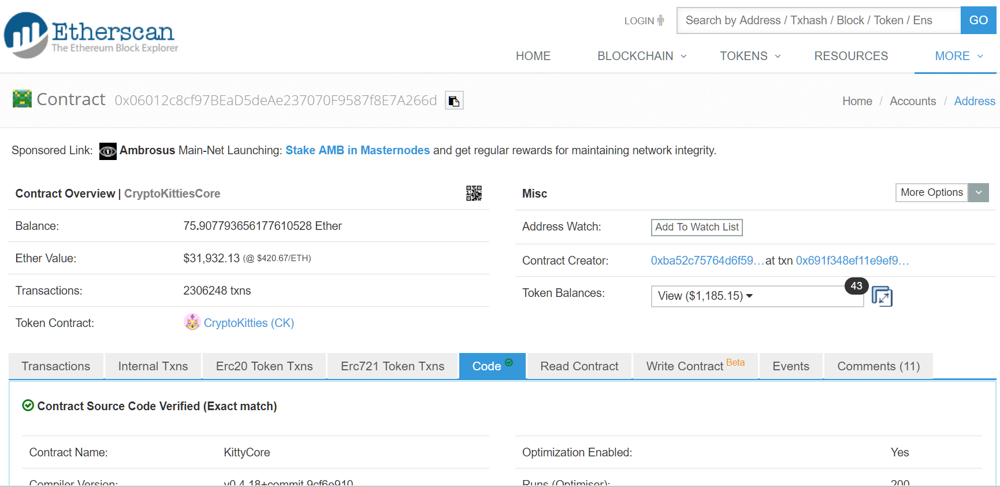 Etherscan
The Ethereum Block Explorer
LOGIN
Search by Address / Txhash / Block / Token / Ens
GO
HOME
BLOCKCHAIN
TOKENS
RESOURCES
MORE
Contract 0x06012c8cf97BEaD5deAe237070F9587f8E7A266d
Home / Accounts / Address
Sponsored Link: Ambrosus Main-Net Launching: Stake AMB in Masternodes and get regular rewards for maintaining network integrity.
Contract Overview | CryptoKittiesCore
Balance: 75.907793656177610528 Ether
Ether Value: $31,932.13 (@ $420.67/ETH)
Transactions: 2306248 txns
Token Contract: CryptoKitties (CK)
Misc
More Options
Address Watch: Add To Watch List
Contract Creator: 0xba52c75764d6f59...at txn 0x691f348ef11e9ef9...
Token Balances: View ($1,185.15)
43
Transactions
Internal Txns
Erc20 Token Txns
Erc721 Token Txns
Code
Read Contract
Write Contract Beta
Events
Comments (11)
Contract Source Code Verified (Exact match)
Contract Name: KittyCore
Optimization Enabled: Yes
Compiler Version: v0.4.18+commit.9cf6e910
Runs (Optimiser): 200